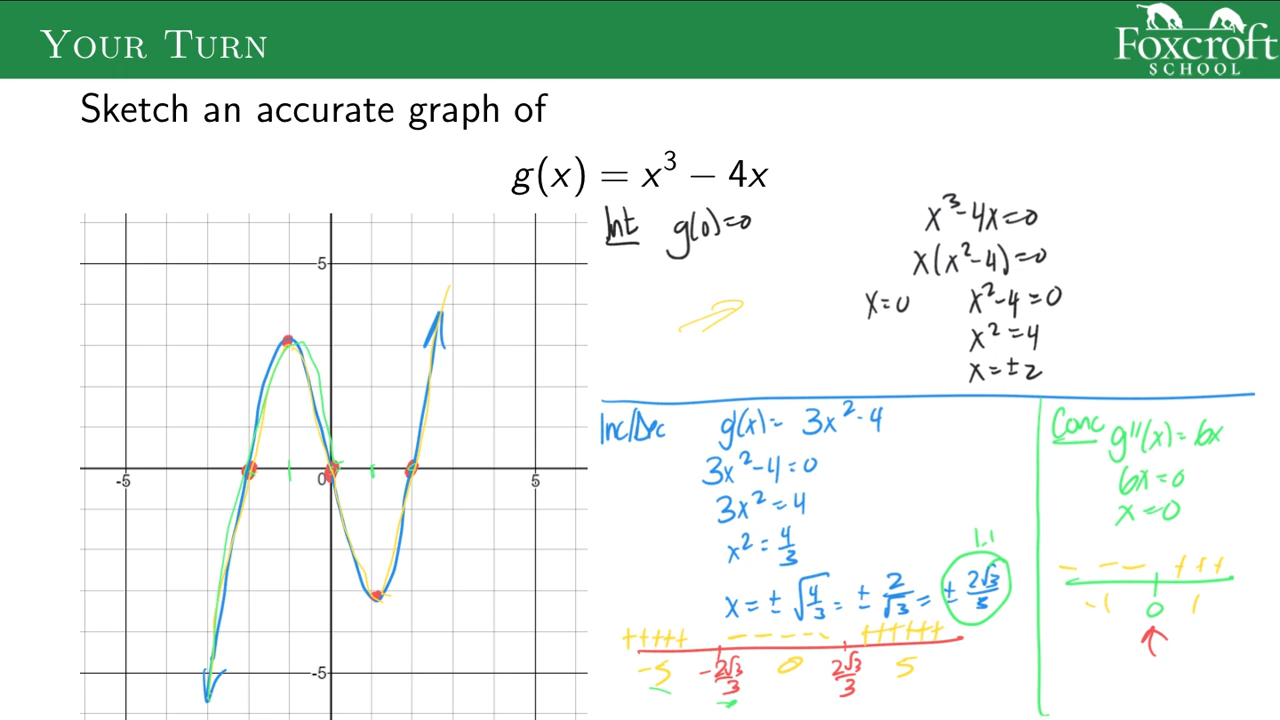 YOUR TURN
Foxcroft
SCHOOL
Sketch an accurate graph of
g(x) = x³ − 4x
Int g(0)=0
x³-4x=0
x(x²-4)=0
x=0 x²-4=0
x²=4
x=±2
5
-5
0
5
-5
Inc/Dec g'(x)= 3x²-4
3x²-4=0
3x²=4
x²=4/3
x=±√4/3=±2/√3=±2√3/3
1.1
+++++ ----- ++++++
-5 -2√3/3 0 2√3/3 5
Conc g''(x)=6x
6x=0
x=0
- -- - +++
-1 0 1